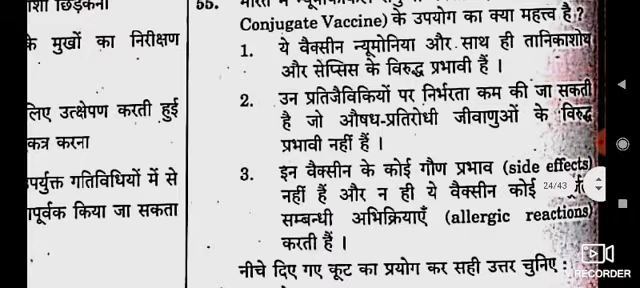 शा छिड़कना
के मुखों का निरीक्षण
लिए उत्क्षेपण करती हुई
कत्र करना
पर्युक्त गतिविधियों में से
ापूर्वक किया जा सकता
55.
Conjugate Vaccine) के उपयोग का क्या महत्त्व है ?
1. ये वैक्सीन न्यूमोनिया और साथ ही तानिकाशोथ
और सेप्सिस के विरुद्ध प्रभावी हैं ।
2. उन प्रतिजैविकियों पर निर्भरता कम की जा सकती
है जो औषध-प्रतिरोधी जीवाणुओं के विरुद्ध
प्रभावी नहीं हैं ।
3. इन वैक्सीन के कोई गौण प्रभाव (side effects)
नहीं हैं और न ही ये वैक्सीन कोई
सम्बन्धी अभिक्रियाएँ (allergic reactions)
करती हैं ।
नीचे दिए गए कूट का प्रयोग कर सही उत्तर चुनिए :
24/43
RECORDER